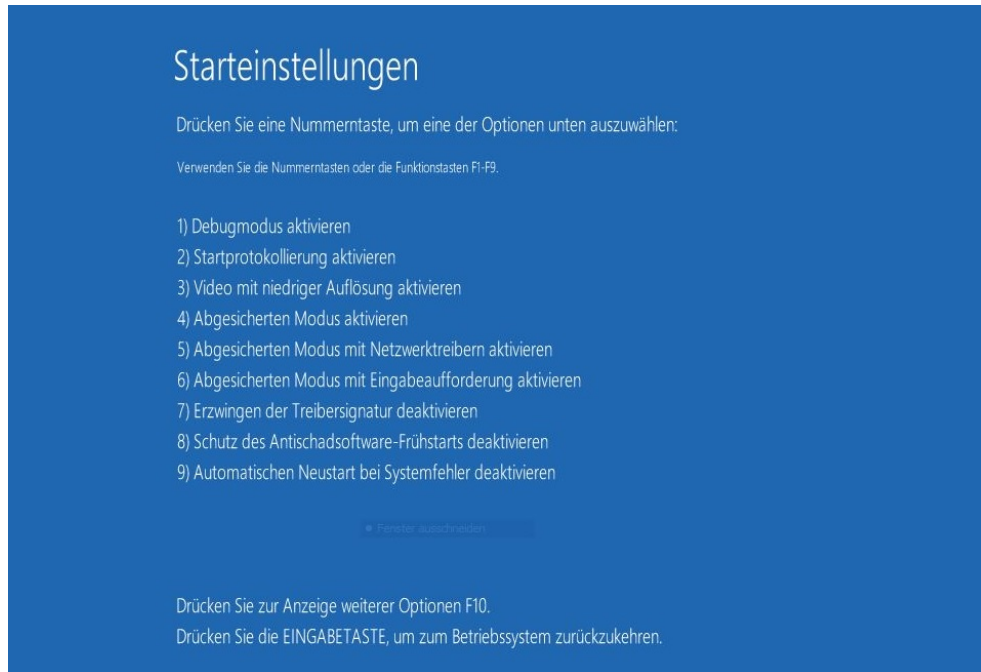 Starteinstellungen
Drücken Sie eine Nummerntaste, um eine der Optionen unten auszuwählen:
Verwenden Sie die Nummerntasten oder die Funktionstasten F1-F9.
1) Debugmodus aktivieren
2) Startprotokollierung aktivieren
3) Video mit niedriger Auflösung aktivieren
4) Abgesicherten Modus aktivieren
5) Abgesicherten Modus mit Netzwerktreibern aktivieren
6) Abgesicherten Modus mit Eingabeaufforderung aktivieren
7) Erzwingen der Treibersignatur deaktivieren
8) Schutz des Antischadsoftware-Frühstarts deaktivieren
9) Automatischen Neustart bei Systemfehler deaktivieren
Fenster ausschneiden
Drücken Sie zur Anzeige weiterer Optionen F10.
Drücken Sie die EINGABETASTE, um zum Betriebssystem zurückzukehren.